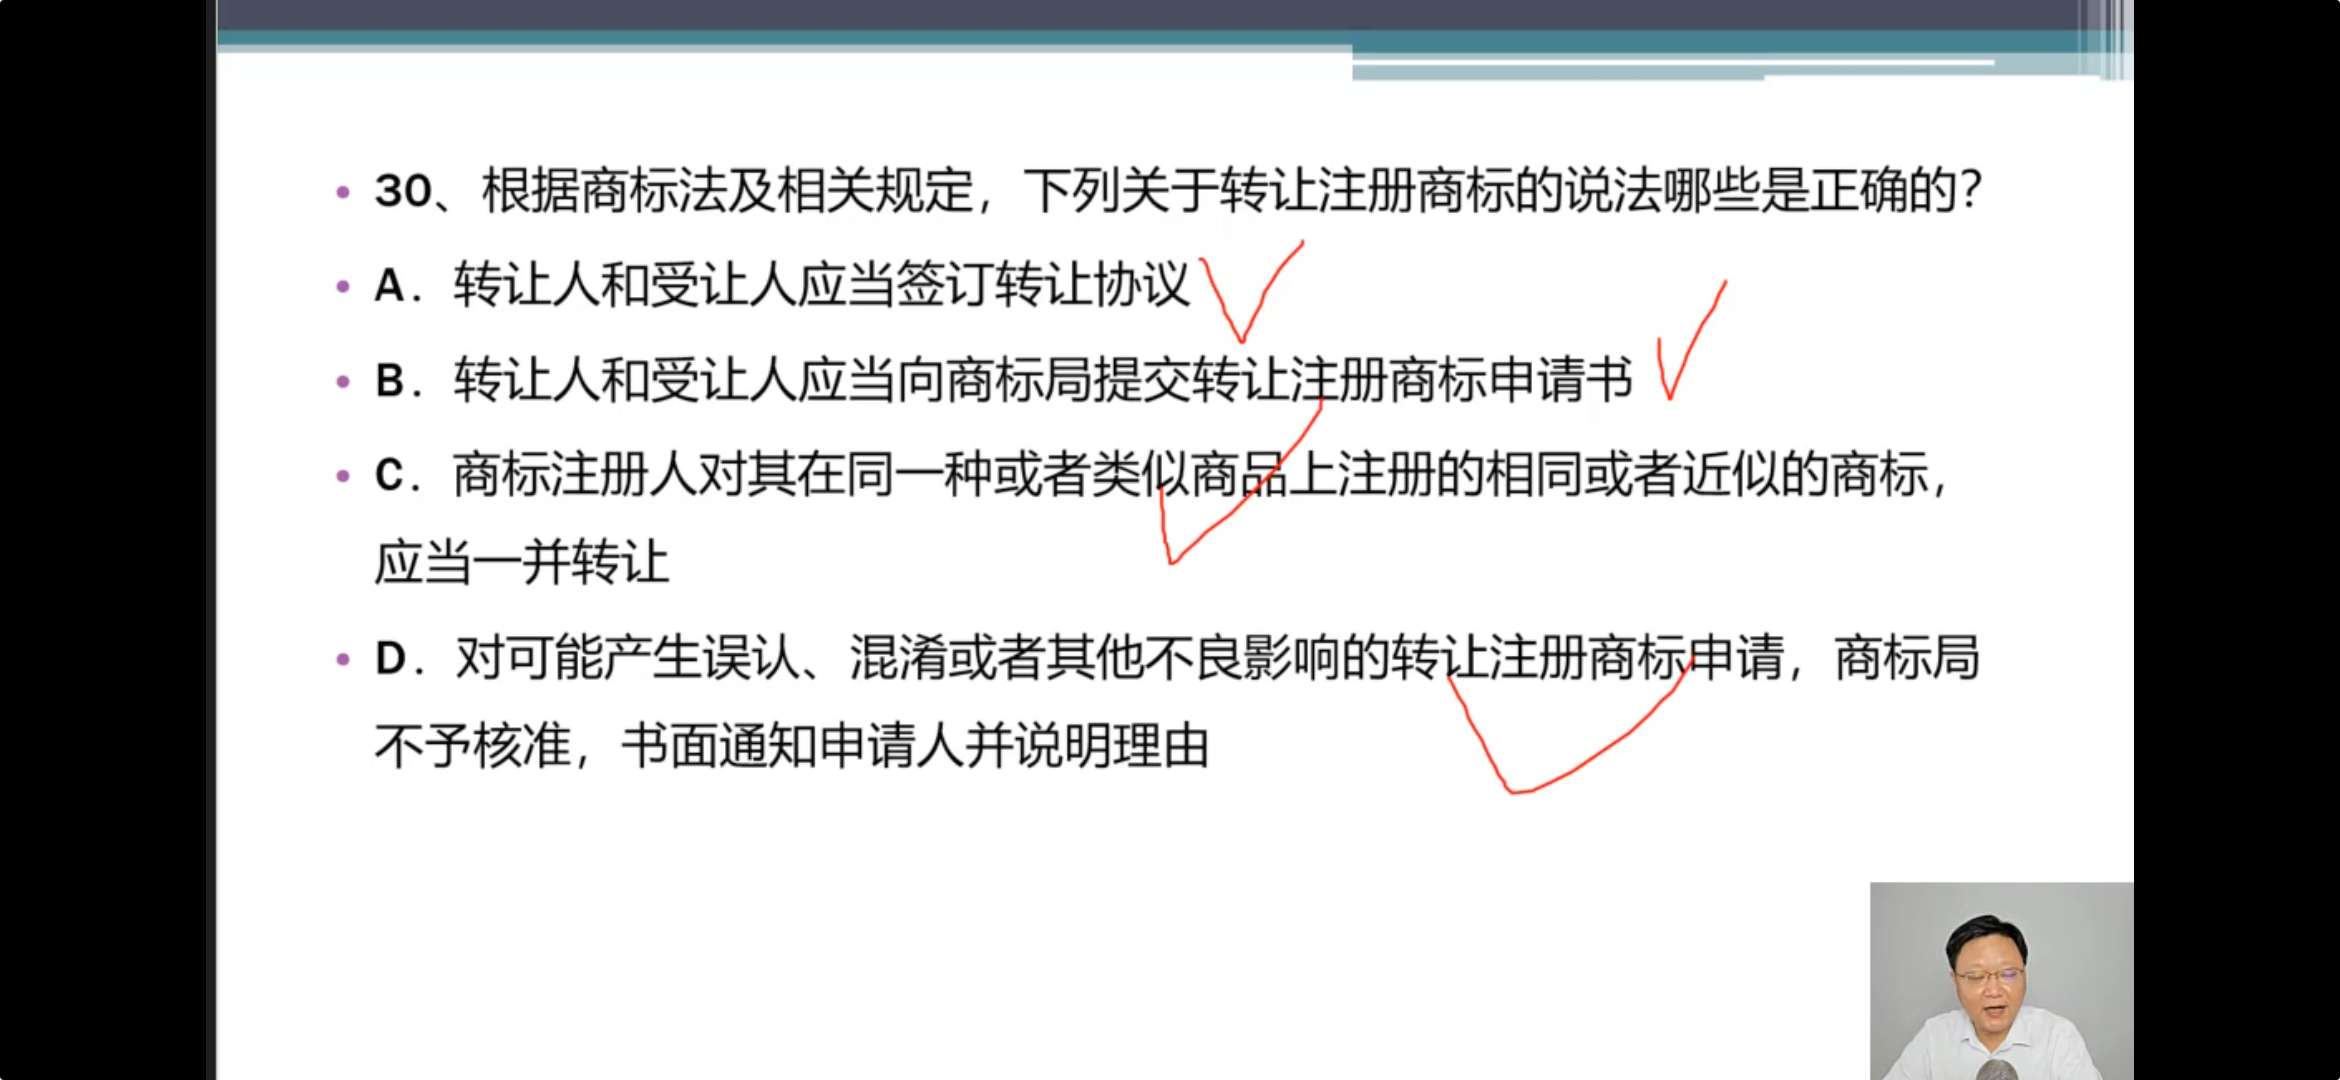 • 30、根据商标法及相关规定，下列关于转让注册商标的说法哪些是正确的？
• A．转让人和受让人应当签订转让协议
• B．转让人和受让人应当向商标局提交转让注册商标申请书
• C．商标注册人对其在同一种或者类似商品上注册的相同或者近似的商标，
应当一并转让
• D．对可能产生误认、混淆或者其他不良影响的转让注册商标申请，商标局
不予核准，书面通知申请人并说明理由